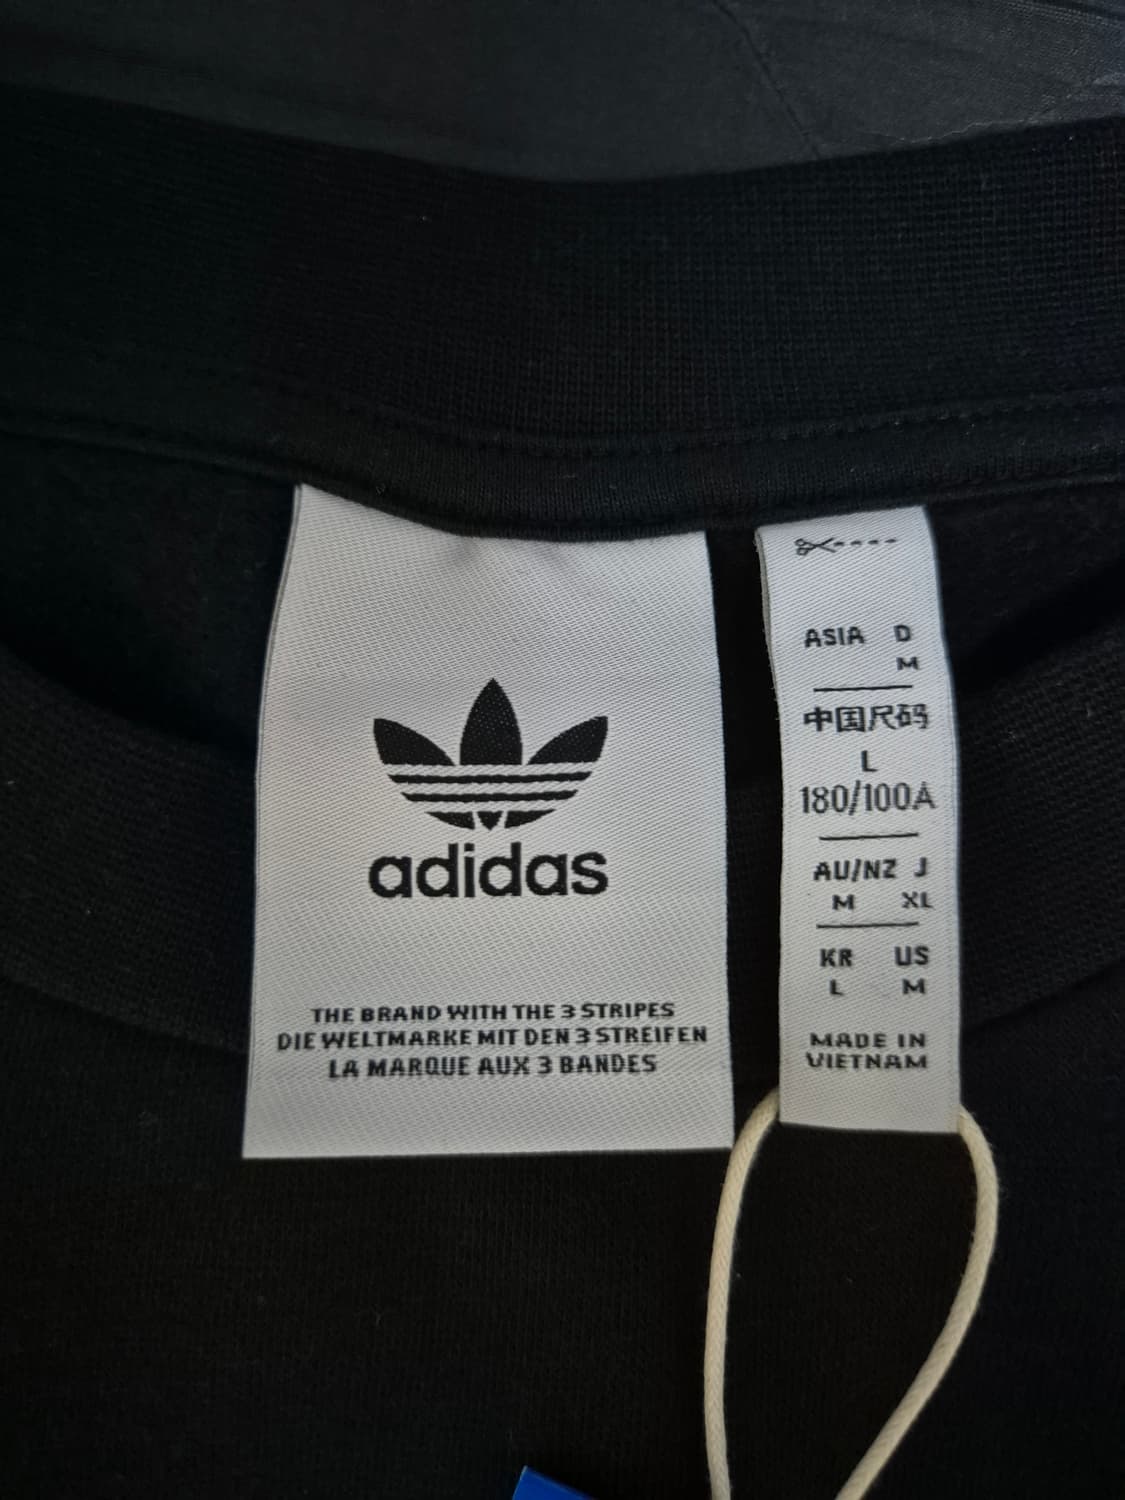 adidas
THE BRAND WITH THE 3 STRIPES
DIE WELTMARKE MIT DEN 3 STREIFEN
LA MARQUE AUX 3 BANDES
ASIA D
M
中国尺码
L
180/100A
AU/NZ J
M XL
KR US
L M
MADE IN
VIETNAM